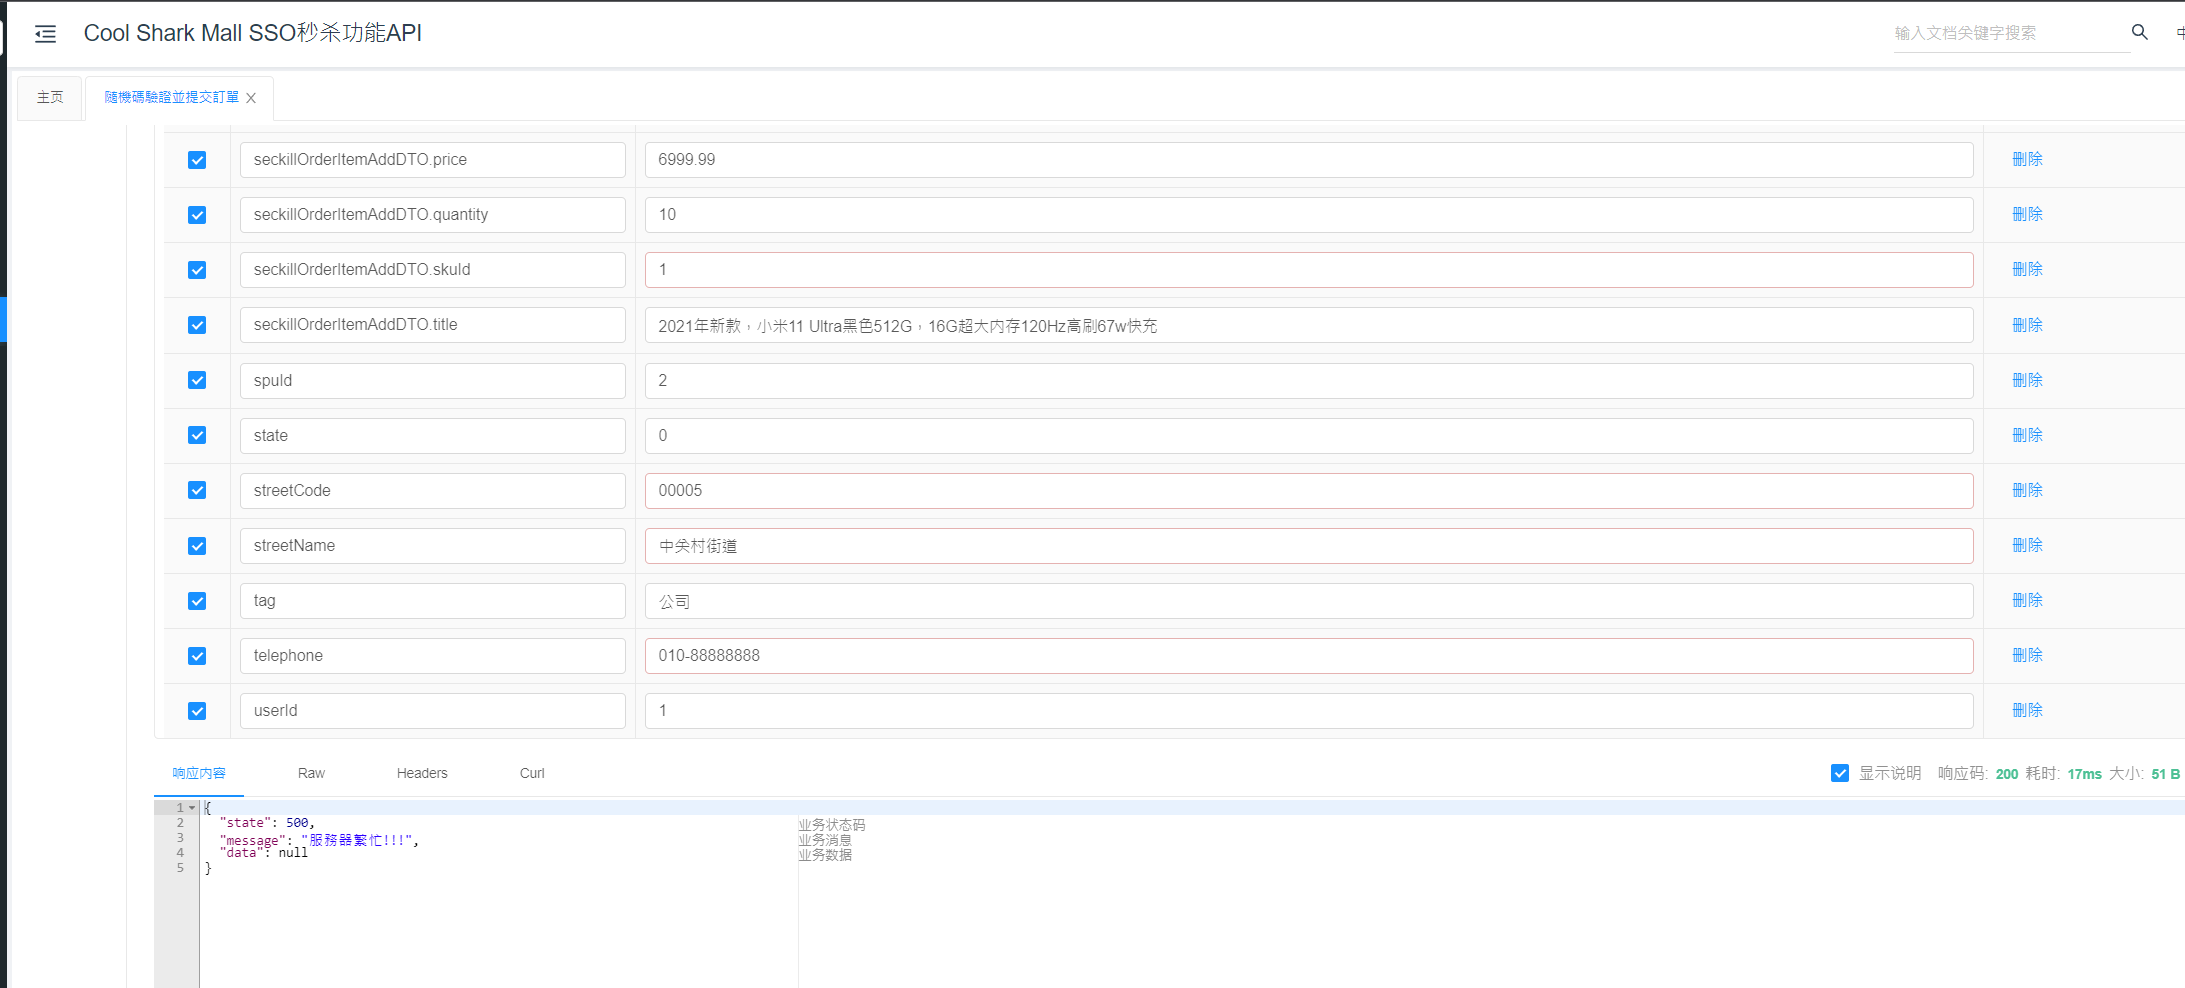 Cool Shark Mall SSO秒杀功能API
输入文档关键字搜索
主页
隨機碼驗證並提交訂單
seckillOrderItemAddDTO.price 6999.99 删除
seckillOrderItemAddDTO.quantity 10 删除
seckillOrderItemAddDTO.skuId 1 删除
seckillOrderItemAddDTO.title 2021年新款，小米11 Ultra黑色512G，16G超大内存120Hz高刷67w快充 删除
spuId 2 删除
state 0 删除
streetCode 00005 删除
streetName 中关村街道 删除
tag 公司 删除
telephone 010-88888888 删除
userId 1 删除
响应内容 Raw Headers Curl 显示说明 响应码: 200 耗时: 17ms 大小: 51 B
1 {
2 "state": 500, 业务状态码
3 "message": "服務器繁忙!!!", 业务消息
4 "data": null 业务数据
5 }